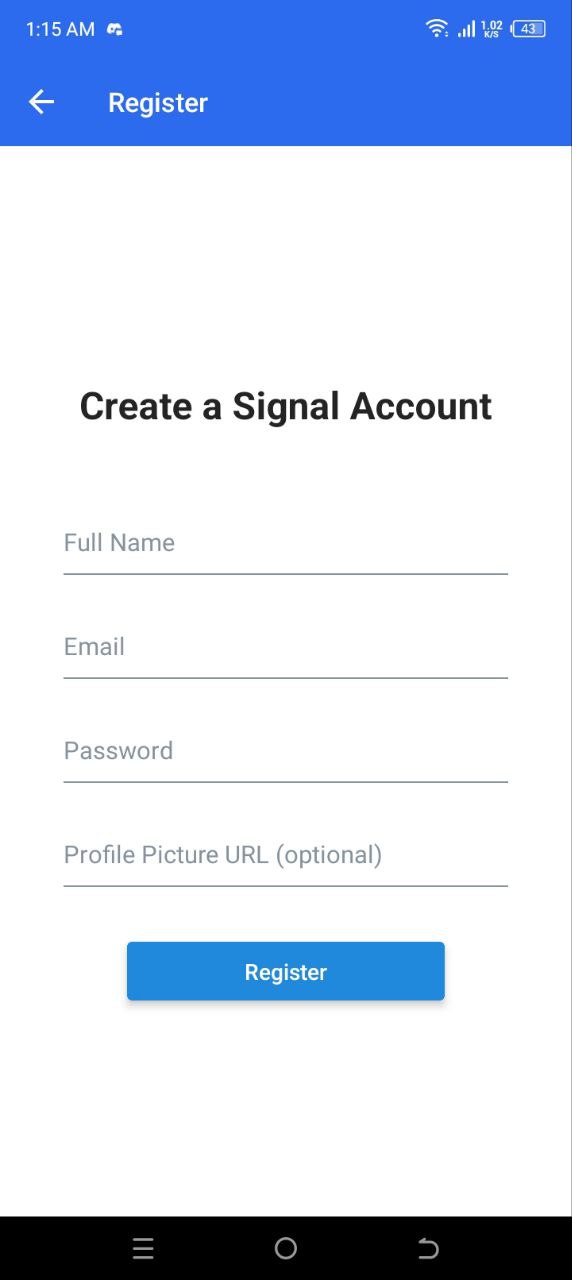 1:15 AM
1.02
K/S
43
Register
Create a Signal Account
Full Name
Email
Password
Profile Picture URL (optional)
Register